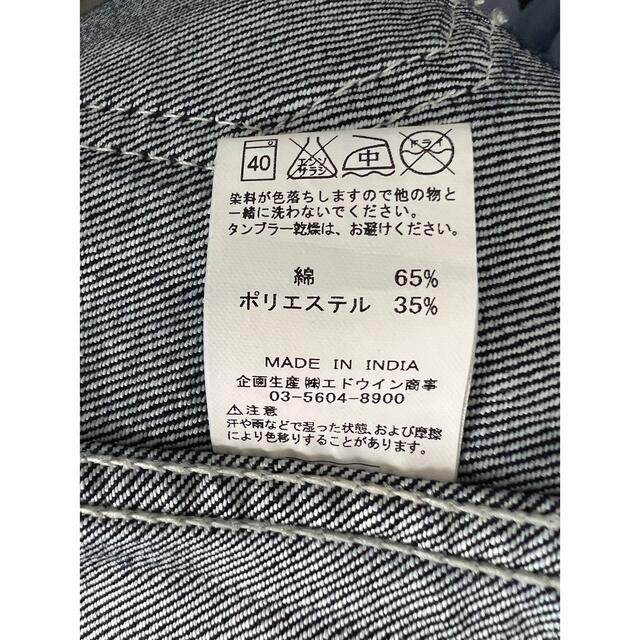 40 エンソサラシ 中 ドライ
染料が色落ちしますので他の物と
一緒に洗わないでください。
タンブラー乾燥は、お避けください。
綿 65%
ポリエステル 35%
MADE IN INDIA
企画生産 ㈱エドウイン商事
03-5604-8900
⚠注意
汗や雨などで湿った状態、および摩擦
により色移りすることがあります。